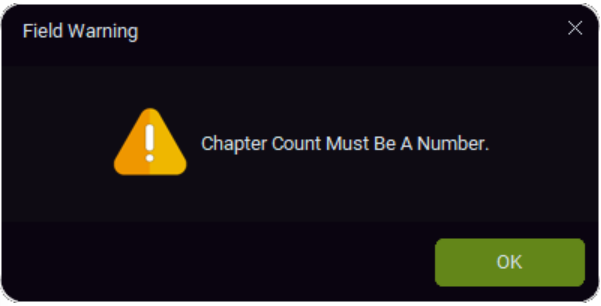 Field Warning
Chapter Count Must Be A Number.
OK